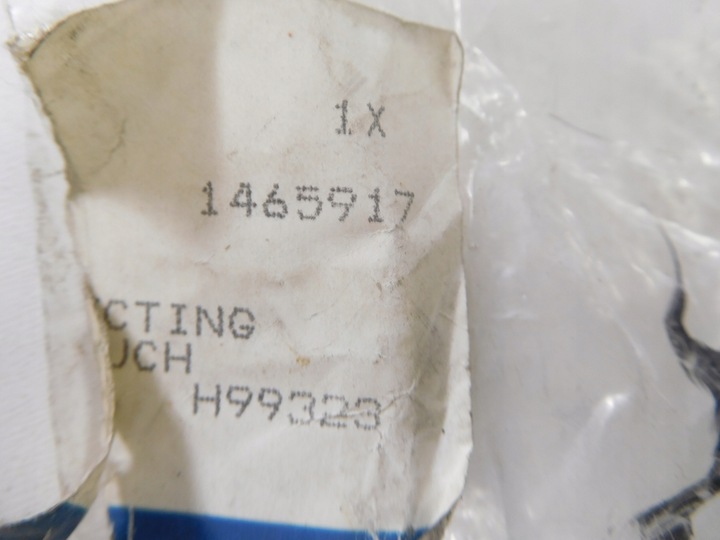 1X
1465917
CTING
UCH
H99323